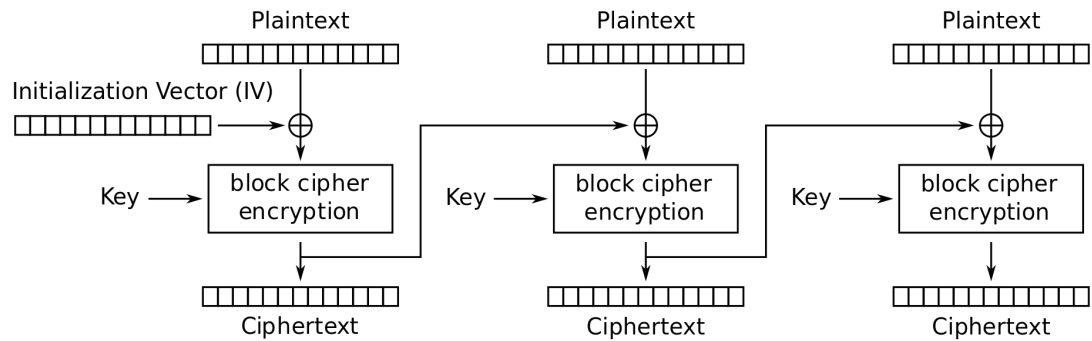 Plaintext
Plaintext
Plaintext
Initialization Vector (IV)
Key
block cipher
encryption
Key
block cipher
encryption
Key
block cipher
encryption
Ciphertext
Ciphertext
Ciphertext